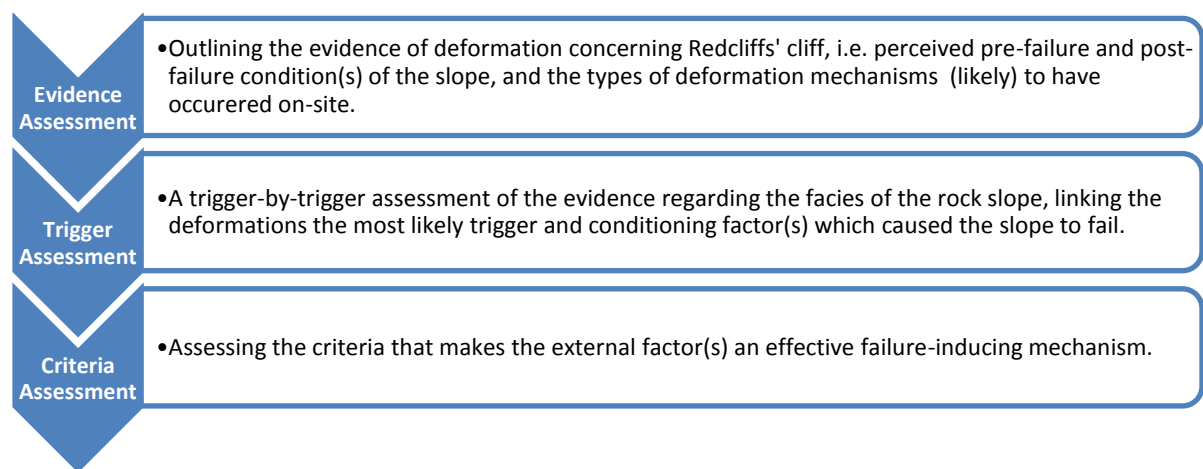 Evidence
Assessment
•Outlining the evidence of deformation concerning Redcliffs' cliff, i.e. perceived pre-failure and post-
failure condition(s) of the slope, and the types of deformation mechanisms (likely) to have
occurered on-site.
Trigger
Assessment
•A trigger-by-trigger assessment of the evidence regarding the facies of the rock slope, linking the
deformations the most likely trigger and conditioning factor(s) which caused the slope to fail.
Criteria
Assessment
•Assessing the criteria that makes the external factor(s) an effective failure-inducing mechanism.